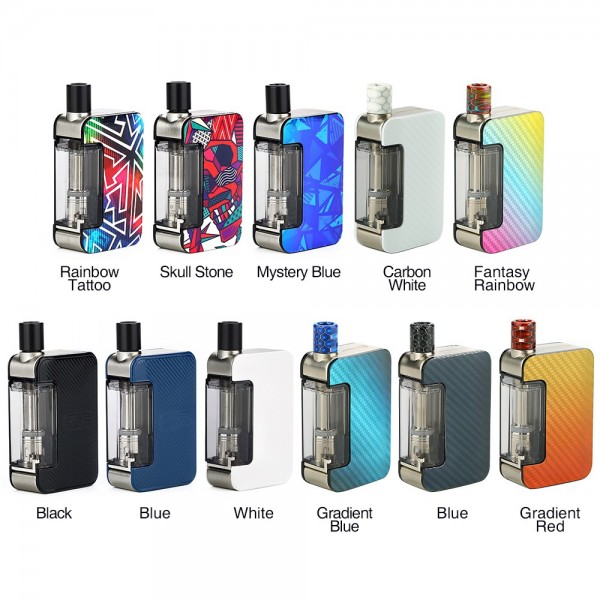 Rainbow Tattoo
Skull Stone
Mystery Blue
Carbon White
Fantasy Rainbow
Black
Blue
White
Gradient Blue
Blue
Gradient Red